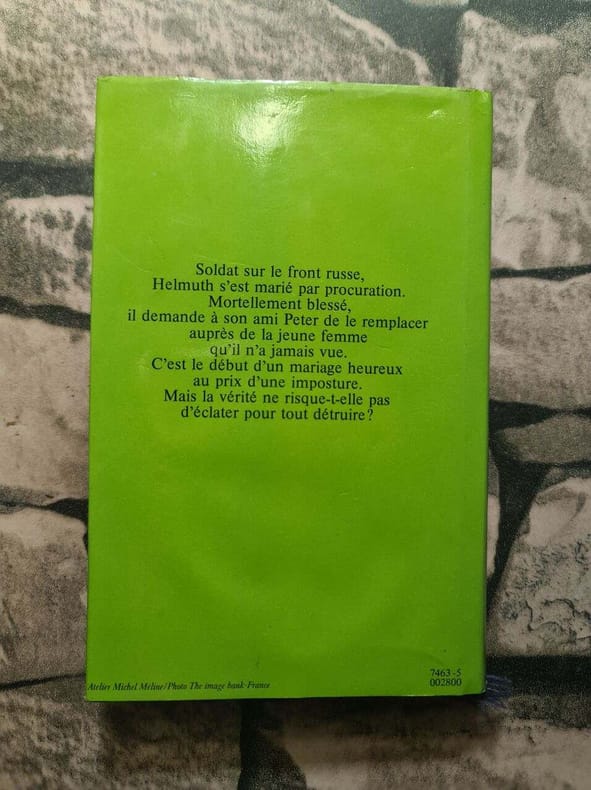 Soldat sur le front russe,
Helmuth s'est marié par procuration.
Mortellement blessé,
il demande à son ami Peter de le remplacer
auprès de la jeune femme
qu'il n'a jamais vue.
C'est le début d'un mariage heureux
au prix d'une imposture.
Mais la vérité ne risque-t-elle pas
d'éclater pour tout détruire?
Atelier Michel Méline/Photo The image bank-France
7463-5
002800